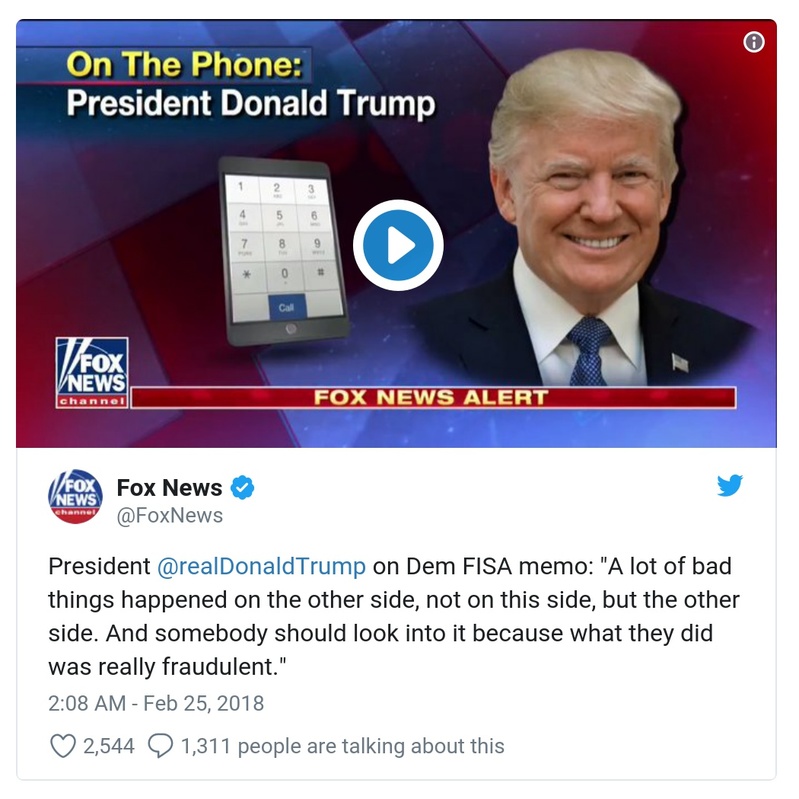 On The Phone:
President Donald Trump
1 2 3
4 5 6
7 8 9
* 0 #
Call
FOX
NEWS
channel
FOX NEWS ALERT
FOX
NEWS
channel
Fox News
@FoxNews
President @realDonaldTrump on Dem FISA memo: "A lot of bad
things happened on the other side, not on this side, but the other
side. And somebody should look into it because what they did
was really fraudulent."
2:08 AM - Feb 25, 2018
2,544 1,311 people are talking about this